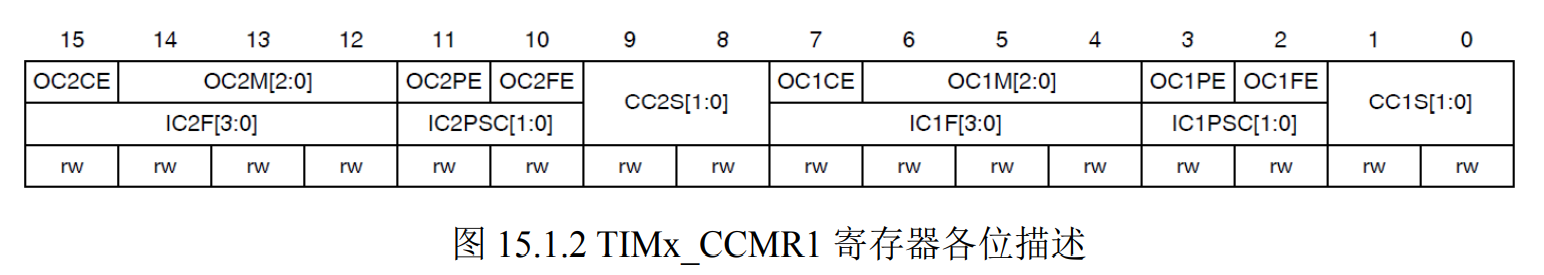 15 14 13 12 11 10 9 8 7 6 5 4 3 2 1 0
OC2CE OC2M[2:0] OC2PE OC2FE CC2S[1:0] OC1CE OC1M[2:0] OC1PE OC1FE CC1S[1:0]
IC2F[3:0] IC2PSC[1:0] IC1F[3:0] IC1PSC[1:0]
rw rw rw rw rw rw rw rw rw rw rw rw rw rw rw rw
图 15.1.2 TIMx_CCMR1 寄存器各位描述